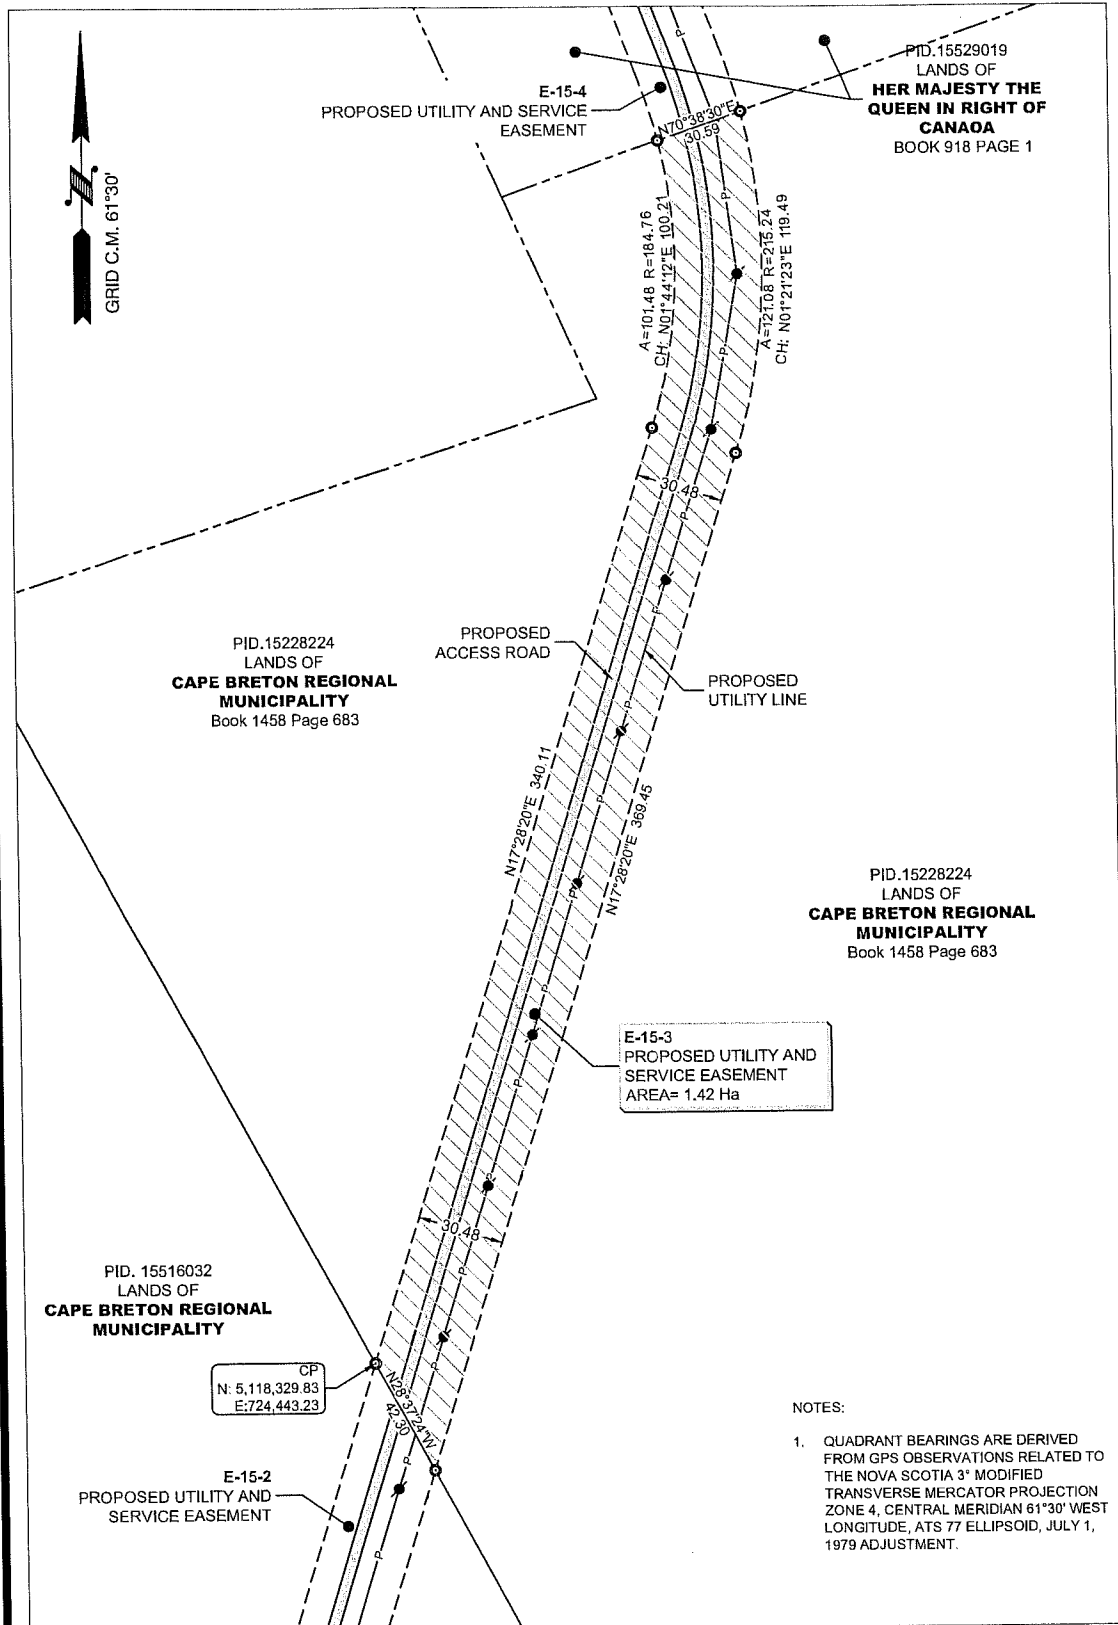 PID.15529019
LANDS OF
HER MAJESTY THE
QUEEN IN RIGHT OF
CANAOA
BOOK 918 PAGE 1
E-15-4
PROPOSED UTILITY AND SERVICE
EASEMENT
N70°38'30"E
30.59
GRID C.M. 61°30'
A=101.48 R=184.76
CH: N01°44'12"E 100.21
A=121.08 R=215.24
CH: N01°21'23"E 119.49
P
P
P
30.48
P
PROPOSED
ACCESS ROAD
P
PROPOSED
UTILITY LINE
P
PID.15228224
LANDS OF
CAPE BRETON REGIONAL
MUNICIPALITY
Book 1458 Page 683
N17°28'20"E 340.11
P
N17°28'20"E 369.45
P
PID.15228224
LANDS OF
CAPE BRETON REGIONAL
MUNICIPALITY
Book 1458 Page 683
P
E-15-3
PROPOSED UTILITY AND
SERVICE EASEMENT
AREA= 1.42 Ha
P
P
30.48
P
PID. 15516032
LANDS OF
CAPE BRETON REGIONAL
MUNICIPALITY
CP
N: 5,118,329.83
E:724,443.23
P
N28°37'24"W
42.30
P
E-15-2
PROPOSED UTILITY AND
SERVICE EASEMENT
P
NOTES:
1. QUADRANT BEARINGS ARE DERIVED
FROM GPS OBSERVATIONS RELATED TO
THE NOVA SCOTIA 3° MODIFIED
TRANSVERSE MERCATOR PROJECTION
ZONE 4, CENTRAL MERIDIAN 61°30' WEST
LONGITUDE, ATS 77 ELLIPSOID, JULY 1,
1979 ADJUSTMENT.